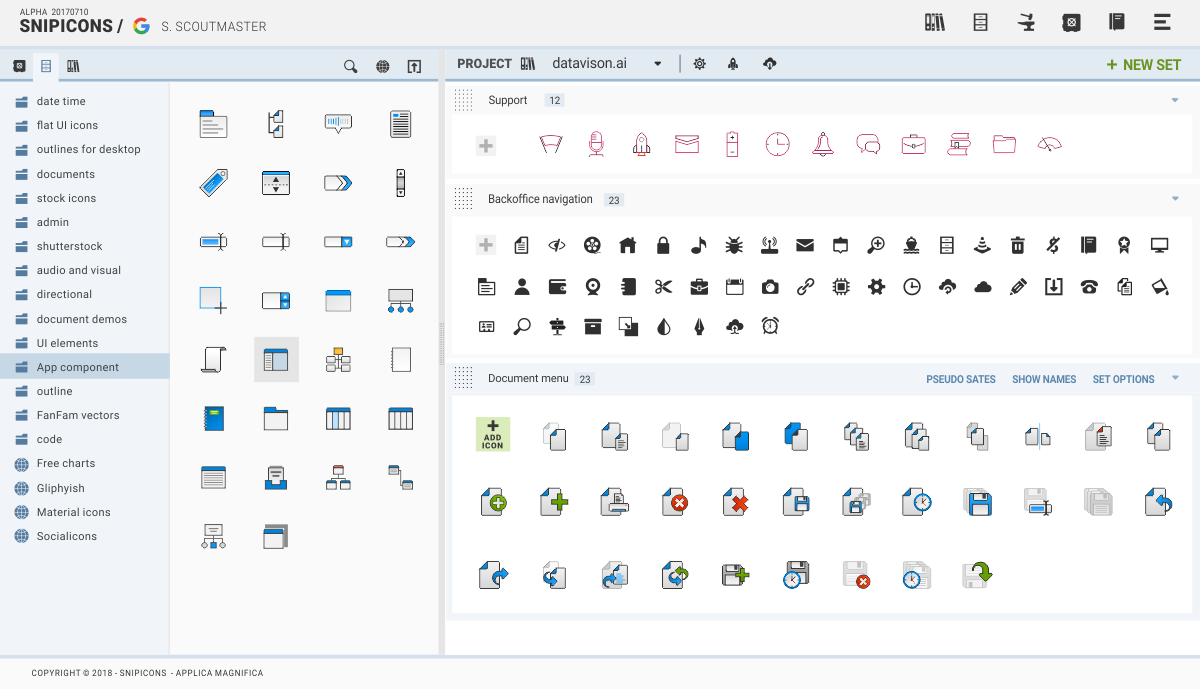 ALPHA 20170710
SNIPICONS / S. SCOUTMASTER
PROJECT datavison.ai + NEW SET
date time
flat UI icons
outlines for desktop
documents
stock icons
admin
shutterstock
audio and visual
directional
document demos
UI elements
App component
outline
FanFam vectors
code
Free charts
Gliphyish
Material icons
Socialicons
Support 12
Backoffice navigation 23
Document menu 23 PSEUDO SATES SHOW NAMES SET OPTIONS
+
ADD
ICON
COPYRIGHT © 2018 - SNIPICONS - APPLICA MAGNIFICA